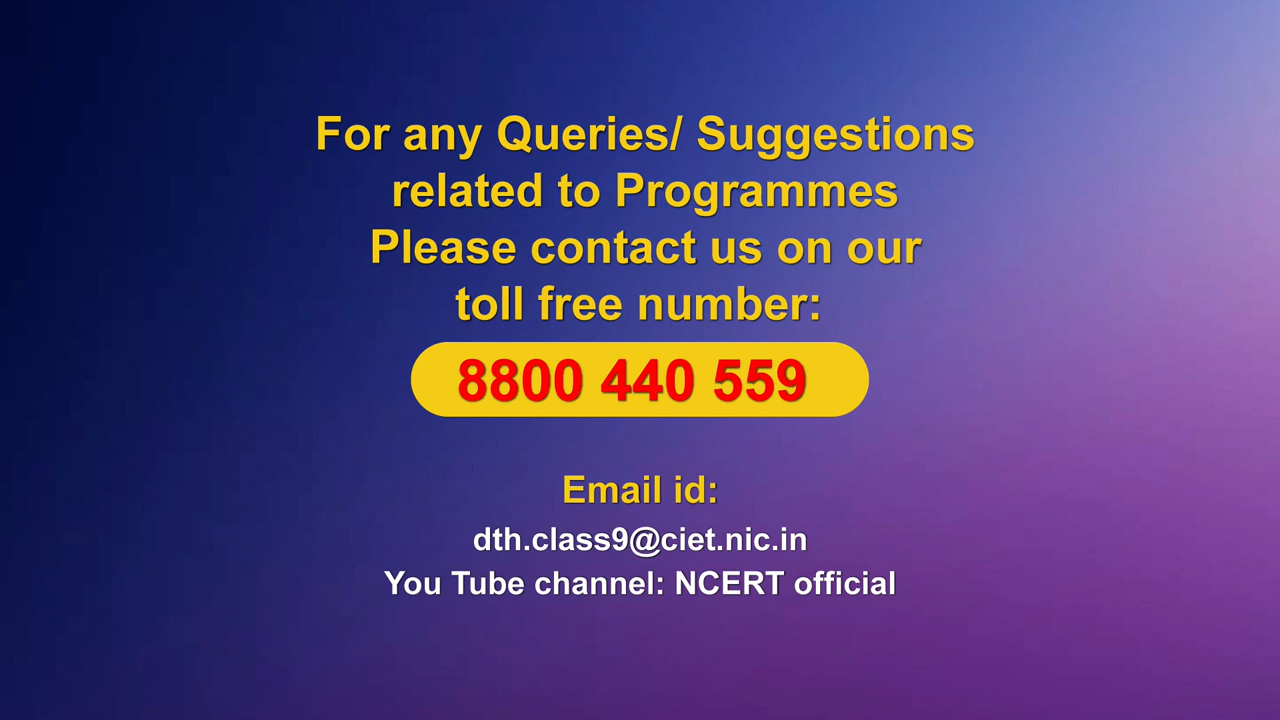 For any Queries/ Suggestions
related to Programmes
Please contact us on our
toll free number:
8800 440 559
Email id:
dth.class9@ciet.nic.in
You Tube channel: NCERT official